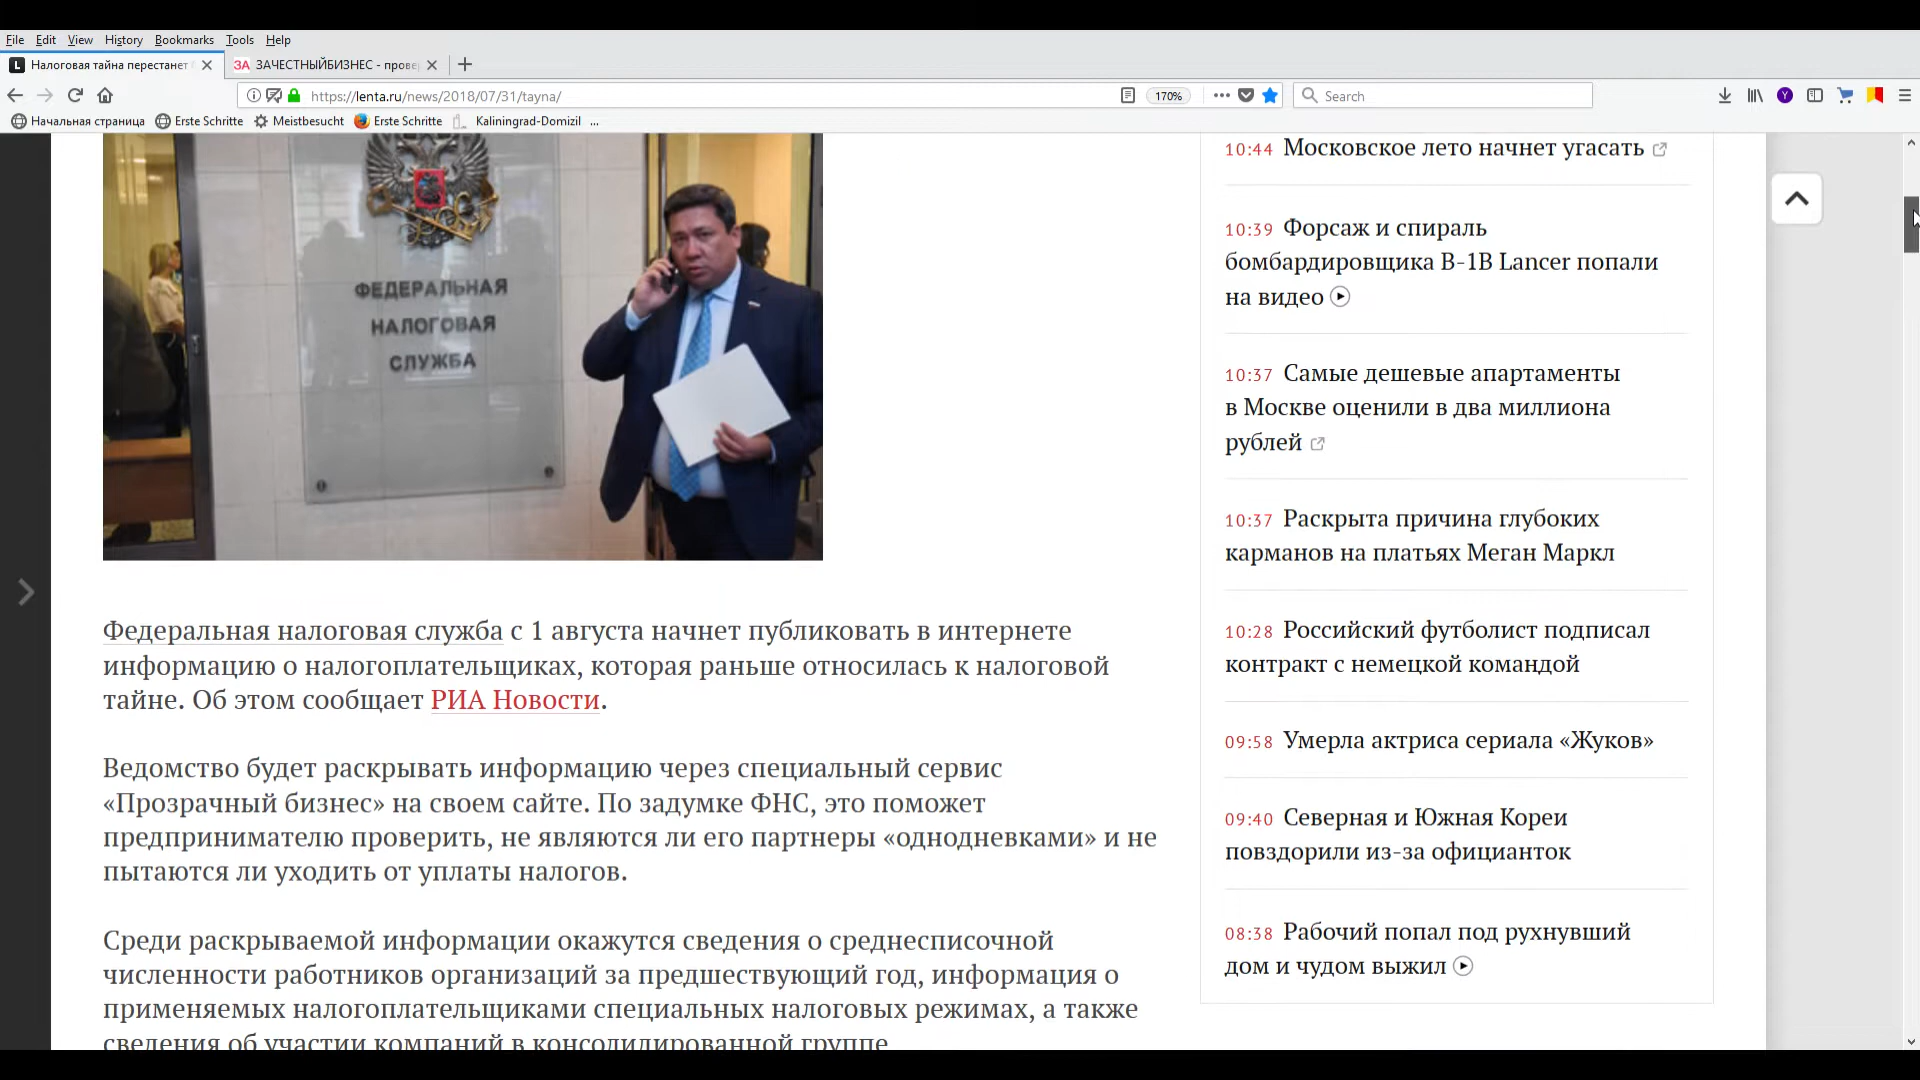 File Edit View History Bookmarks Tools Help
Налоговая тайна перестанет
ЗА ЗАЧЕСТНЫЙБИЗНЕС - прове
https://lenta.ru/news/2018/07/31/tayna/
170%
Search
Начальная страница Erste Schritte Meistbesucht Erste Schritte Kaliningrad-Domizil ...
ФЕДЕРАЛЬНАЯ
НАЛОГОВАЯ
СЛУЖБА
Федеральная налоговая служба с 1 августа начнет публиковать в интернете
информацию о налогоплательщиках, которая раньше относилась к налоговой
тайне. Об этом сообщает РИА Новости.
Ведомство будет раскрывать информацию через специальный сервис
«Прозрачный бизнес» на своем сайте. По задумке ФНС, это поможет
предпринимателю проверить, не являются ли его партнеры «однодневками» и не
пытаются ли уходить от уплаты налогов.
Среди раскрываемой информации окажутся сведения о среднесписочной
численности работников организаций за предшествующий год, информация о
применяемых налогоплательщиками специальных налоговых режимах, а также
сведения об участии компаний в консолидированной группе
10:44 Московское лето начнет угасать
10:39 Форсаж и спираль
бомбардировщика B-1B Lancer попали
на видео
10:37 Самые дешевые апартаменты
в Москве оценили в два миллиона
рублей
10:37 Раскрыта причина глубоких
карманов на платьях Меган Маркл
10:28 Российский футболист подписал
контракт с немецкой командой
09:58 Умерла актриса сериала «Жуков»
09:40 Северная и Южная Кореи
повздорили из-за официанток
08:38 Рабочий попал под рухнувший
дом и чудом выжил